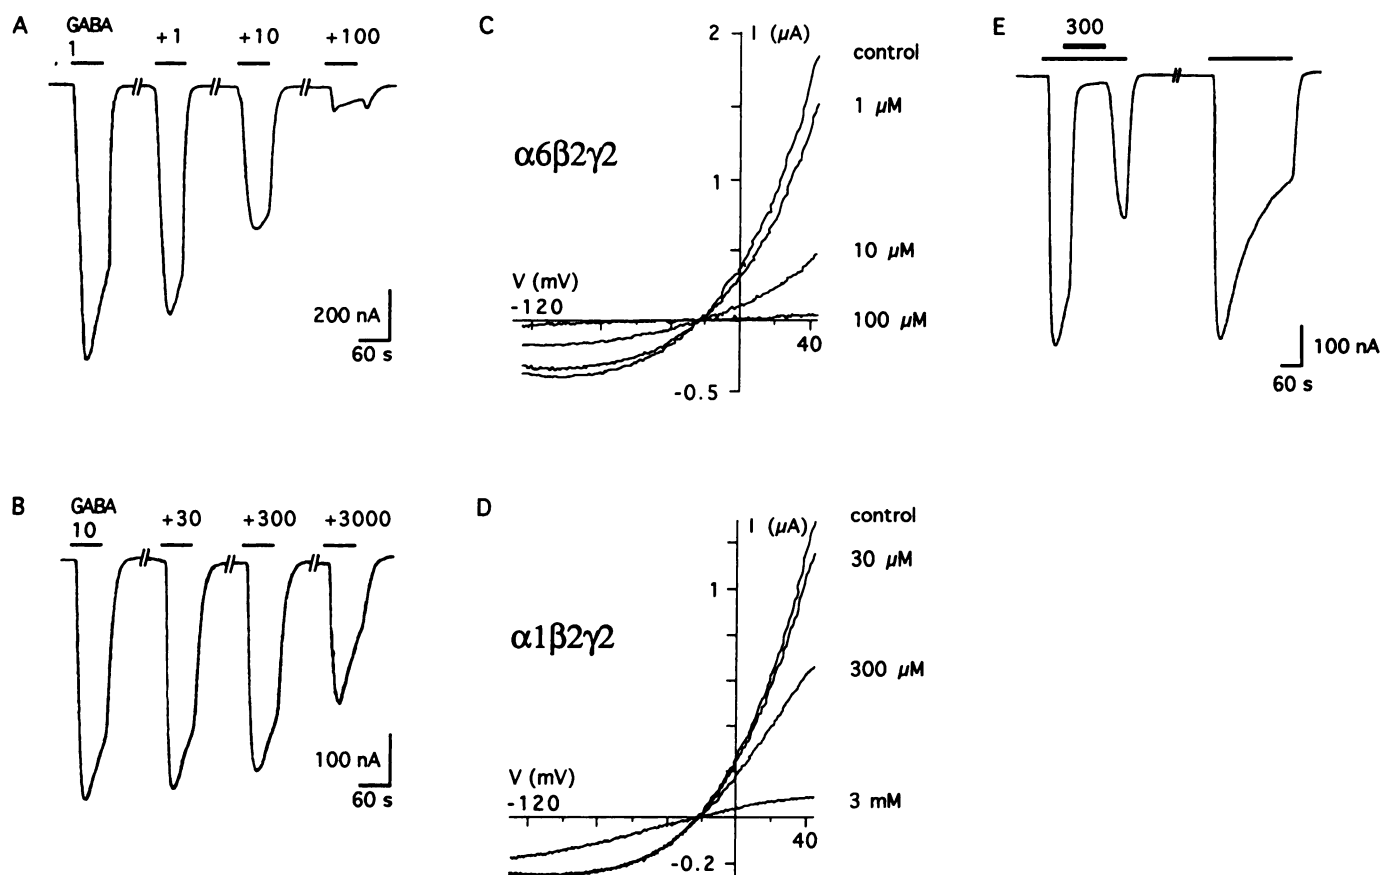 A
GABA
1
+1
+10
+100
200 nA
60 s
C
2
I (µA)
control
1 µM
α6β2γ2
1
10 µM
V (mV)
-120
100 µM
40
-0.5
E
300
100 nA
60 s
B
GABA
10
+30
+300
+3000
100 nA
60 s
D
I (µA)
control
30 µM
1
α1β2γ2
300 µM
V (mV)
-120
3 mM
40
-0.2